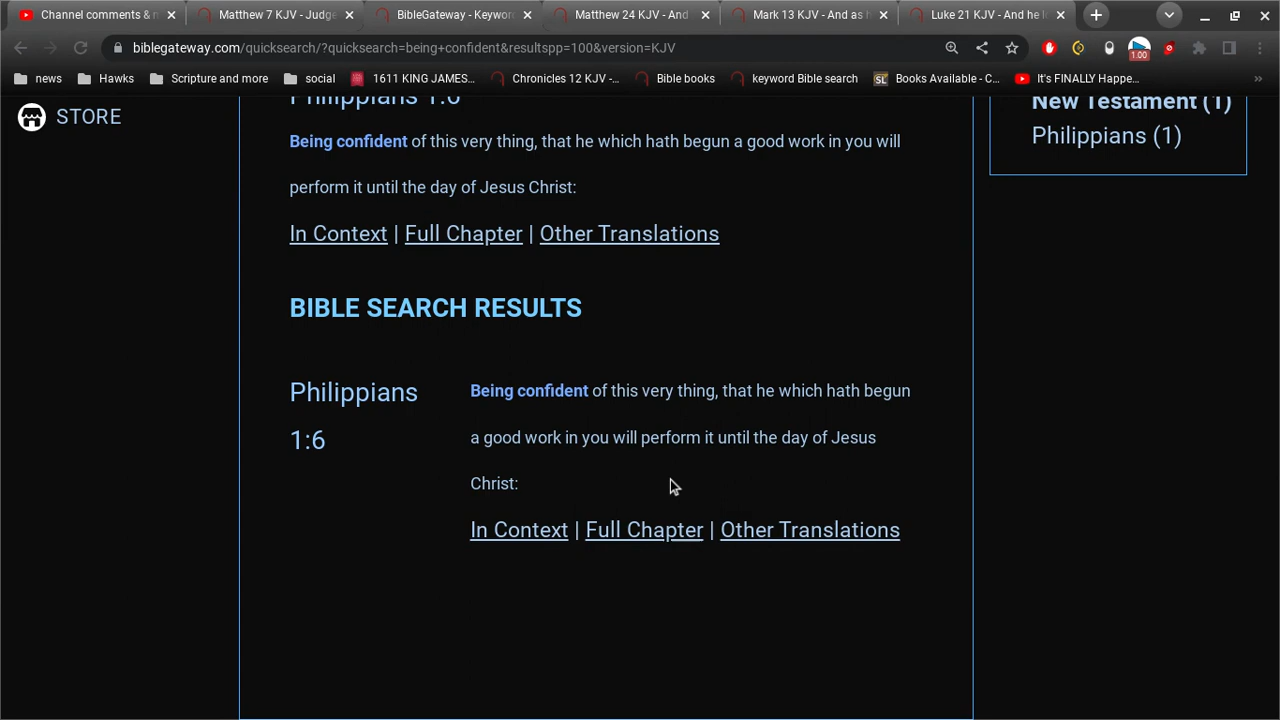 Channel comments & n
Matthew 7 KJV - Judge
BibleGateway - Keyword
Matthew 24 KJV - And
Mark 13 KJV - And as h
Luke 21 KJV - And he lo
biblegateway.com/quicksearch/?quicksearch=being+confident&resultspp=100&version=KJV
1.00
news
Hawks
Scripture and more
social
1611 KING JAMES...
Chronicles 12 KJV -...
Bible books
keyword Bible search
SL
Books Available - C...
It's FINALLY Happe...
»
STORE
Philippians 1:6
Being confident of this very thing, that he which hath begun a good work in you will
perform it until the day of Jesus Christ:
In Context | Full Chapter | Other Translations
BIBLE SEARCH RESULTS
Philippians
1:6
Being confident of this very thing, that he which hath begun
a good work in you will perform it until the day of Jesus
Christ:
In Context | Full Chapter | Other Translations
New Testament (1)
Philippians (1)